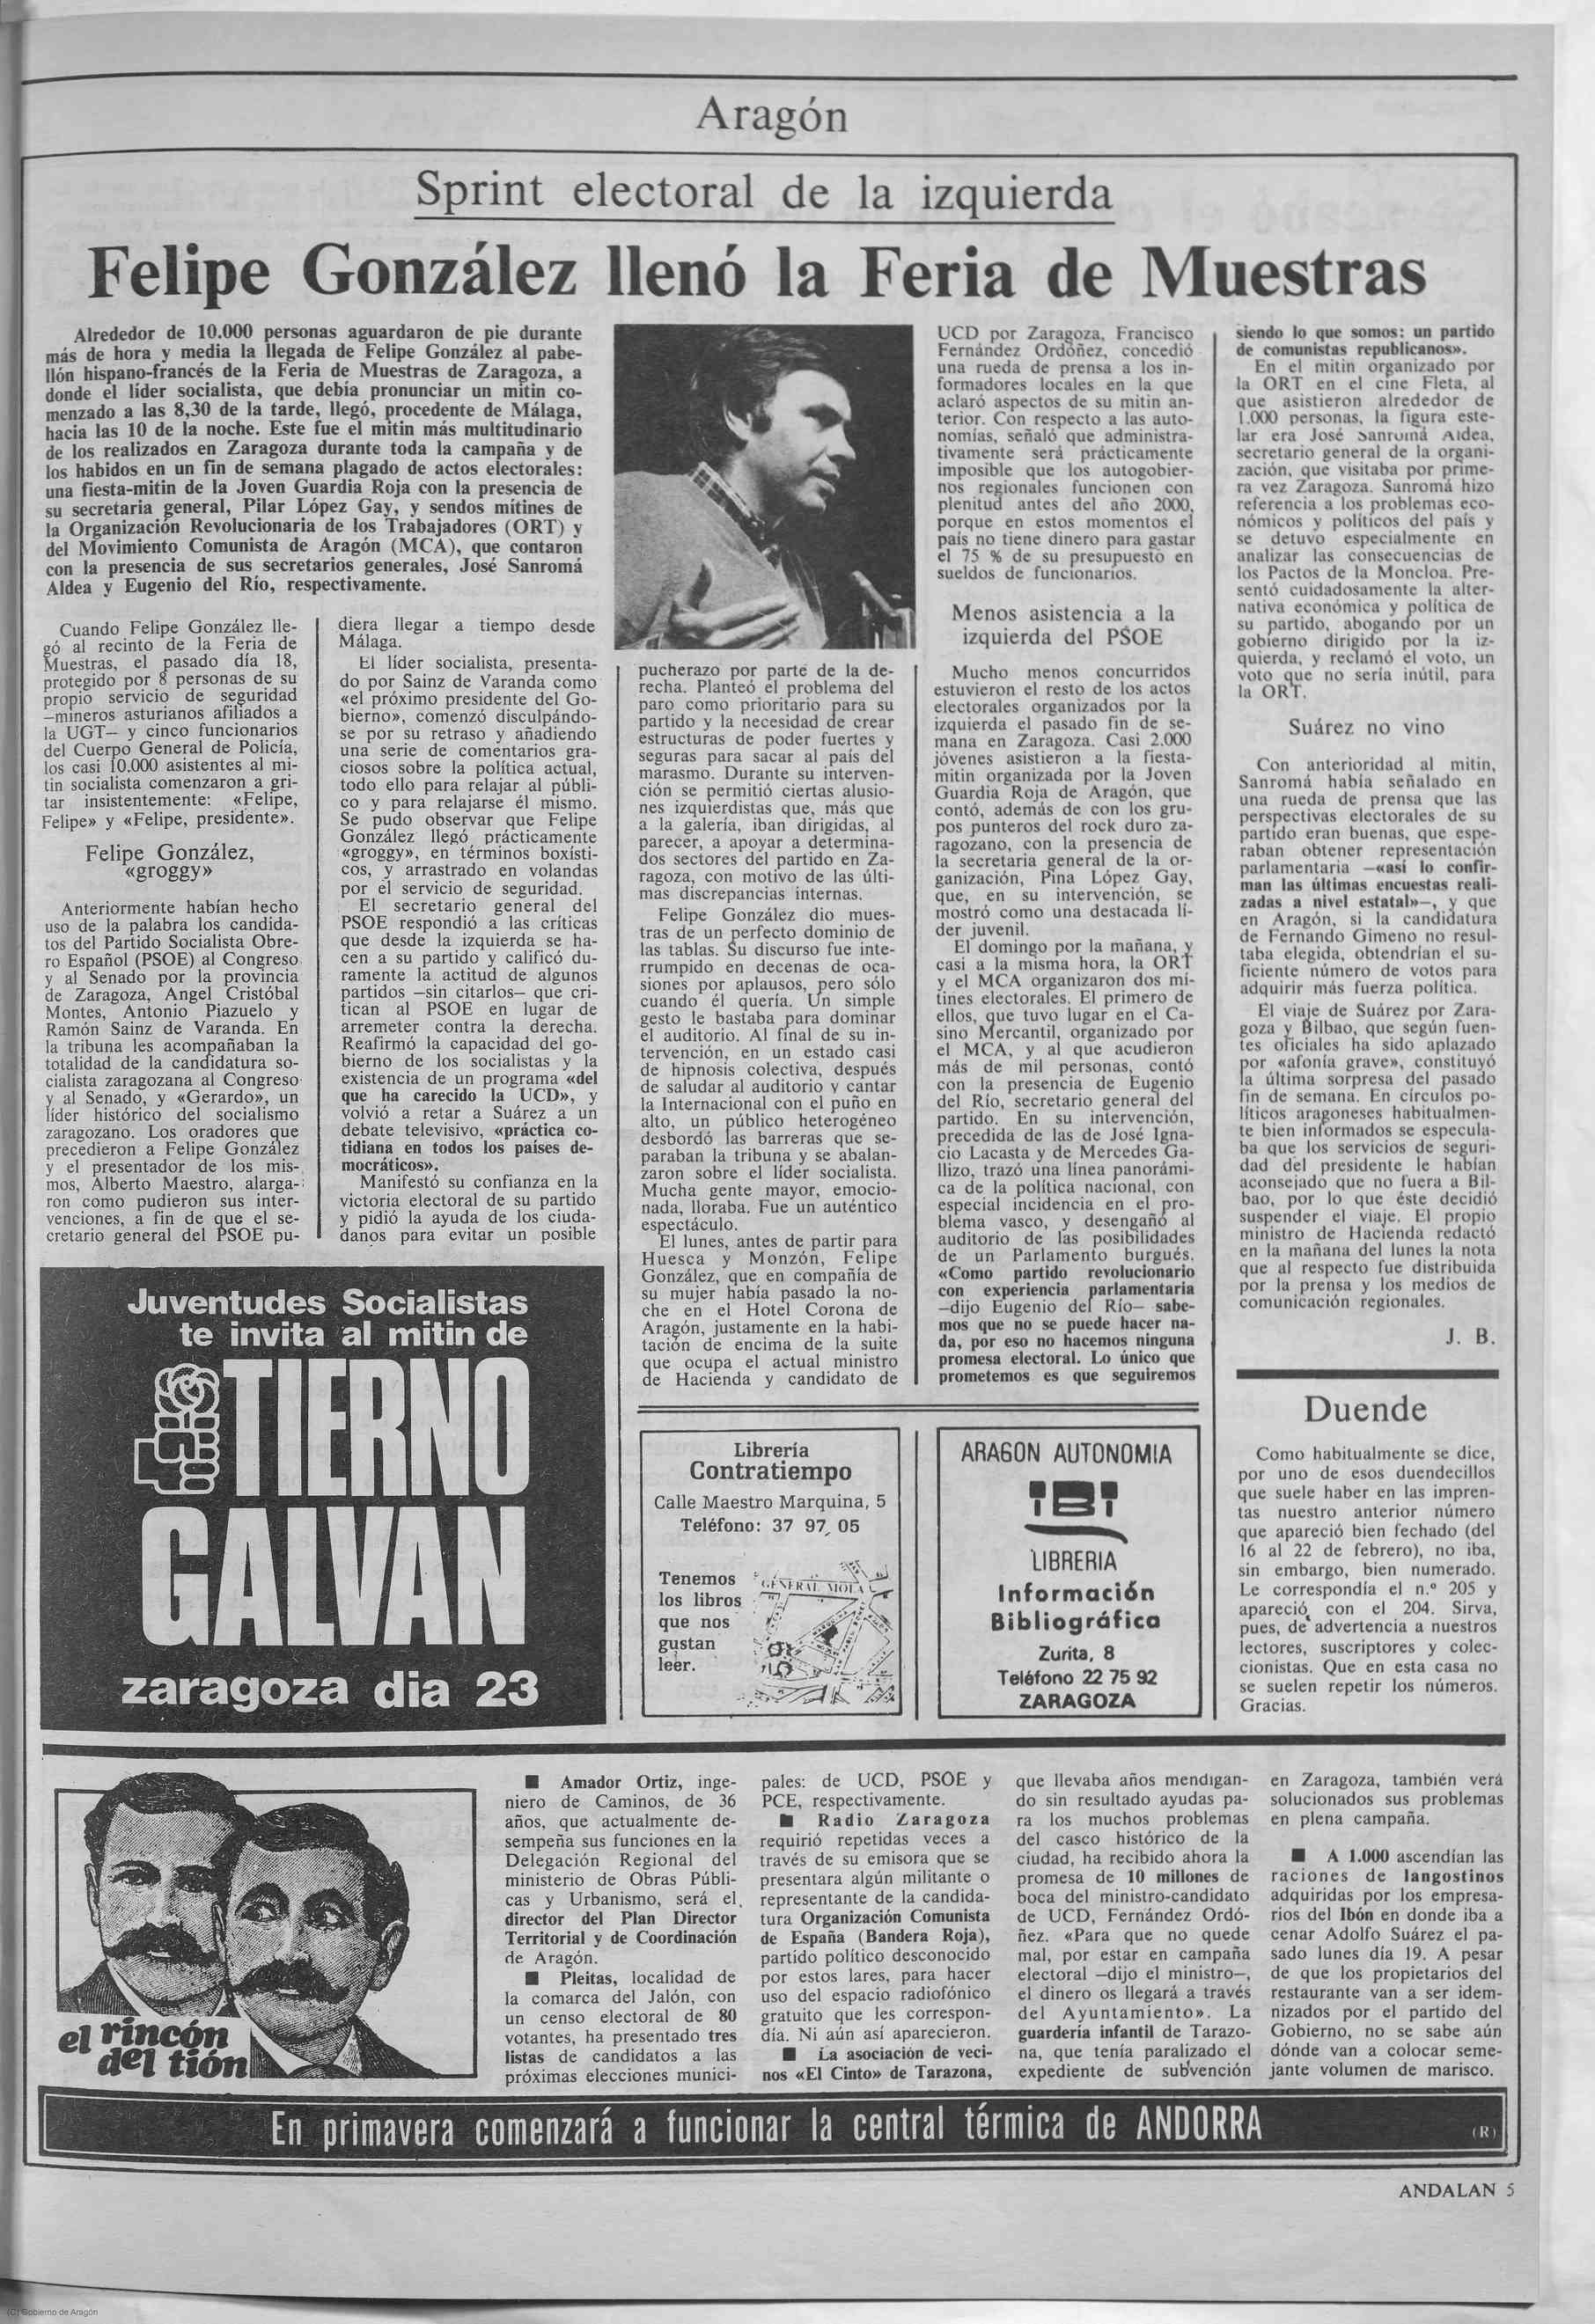 Aragón
Sprint electoral de la izquierda
Felipe González llenó la Feria de Muestras
Alrededor de 10.000 personas aguardaron de pie durante
más de hora y media la llegada de Felipe González al pabe-
llón hispano-francés de la Feria de Muestras de Zaragoza, a
donde el líder socialista, que debía pronunciar un mitin co-
menzado a las 8,30 de la tarde, llegó, procedente de Málaga,
hacia las 10 de la noche. Este fue el mitin más multitudinario
de los realizados en Zaragoza durante toda la campaña y de
los habidos en un fin de semana plagado de actos electorales:
una fiesta-mitin de la Joven Guardia Roja con la presencia de
su secretaria general, Pilar López Gay, y sendos mitines de
la Organización Revolucionaria de los Trabajadores (ORT) y
del Movimiento Comunista de Aragón (MCA), que contaron
con la presencia de sus secretarios generales, José Sanromá
Aldea y Eugenio del Río, respectivamente.
Cuando Felipe González lle-
gó al recinto de la Feria de
Muestras, el pasado día 18,
protegido por 8 personas de su
propio servicio de seguridad
—mineros asturianos afiliados a
la UGT— y cinco funcionarios
del Cuerpo General de Policía,
los casi 10.000 asistentes al mi-
tin socialista comenzaron a gri-
tar insistentemente: «Felipe,
Felipe» y «Felipe, presidente».
Felipe González,
«groggy»
Anteriormente habían hecho
uso de la palabra los candida-
tos del Partido Socialista Obre-
ro Español (PSOE) al Congreso
y al Senado por la provincia
de Zaragoza, Angel Cristóbal
Montes, Antonio Piazuelo y
Ramón Sainz de Varanda. En
la tribuna les acompañaban la
totalidad de la candidatura so-
cialista zaragozana al Congreso
y al Senado, y «Gerardo», un
líder histórico del socialismo
zaragozano. Los oradores que
precedieron a Felipe González
y el presentador de los mis-
mos, Alberto Maestro, alarga-
ron como pudieron sus inter-
venciones, a fin de que el se-
cretario general del PSOE pu-
diera llegar a tiempo desde
Málaga.
El líder socialista, presenta-
do por Sainz de Varanda como
«el próximo presidente del Go-
bierno», comenzó disculpándo-
se por su retraso y añadiendo
una serie de comentarios gra-
ciosos sobre la política actual,
todo ello para relajar al públi-
co y para relajarse él mismo.
Se pudo observar que Felipe
González llegó prácticamente
«groggy», en términos boxísti-
cos, y arrastrado en volandas
por el servicio de seguridad.
El secretario general del
PSOE respondió a las críticas
que desde la izquierda se ha-
cen a su partido y calificó du-
ramente la actitud de algunos
partidos —sin citarlos— que cri-
tican al PSOE en lugar de
arremeter contra la derecha.
Reafirmó la capacidad del go-
bierno de los socialistas y la
existencia de un programa «del
que ha carecido la UCD», y
volvió a retar a Suárez a un
debate televisivo, «práctica co-
tidiana en todos los países de-
mocráticos».
Manifestó su confianza en la
victoria electoral de su partido
y pidió la ayuda de los ciuda-
danos para evitar un posible
pucherazo por parte de la de-
recha. Planteó el problema del
paro como prioritario para su
partido y la necesidad de crear
estructuras de poder fuertes y
seguras para sacar al país del
marasmo. Durante su interven-
ción se permitió ciertas alusio-
nes izquierdistas que, más que
a la galería, iban dirigidas, al
parecer, a apoyar a determina-
dos sectores del partido en Za-
ragoza, con motivo de las últi-
mas discrepancias internas.
Felipe González dio mues-
tras de un perfecto dominio de
las tablas. Su discurso fue inte-
rrumpido en decenas de oca-
siones por aplausos, pero sólo
cuando él quería. Un simple
gesto le bastaba para dominar
el auditorio. Al final de su in-
tervención, en un estado casi
de hipnosis colectiva, después
de saludar al auditorio y cantar
la Internacional con el puño en
alto, un público heterogéneo
desbordó las barreras que se-
paraban la tribuna y se abalan-
zaron sobre el líder socialista.
Mucha gente mayor, emocio-
nada, lloraba. Fue un auténtico
espectáculo.
El lunes, antes de partir para
Huesca y Monzón, Felipe
González, que en compañía de
su mujer había pasado la no-
che en el Hotel Corona de
Aragón, justamente en la habi-
tación de encima de la suite
que ocupa el actual ministro
de Hacienda y candidato de
UCD por Zaragoza, Francisco
Fernández Ordóñez, concedió
una rueda de prensa a los in-
formadores locales en la que
aclaró aspectos de su mitin an-
terior. Con respecto a las auto-
nomías, señaló que administra-
tivamente será prácticamente
imposible que los autogobier-
nos regionales funcionen con
plenitud antes del año 2000,
porque en estos momentos el
país no tiene dinero para gastar
el 75 % de su presupuesto en
sueldos de funcionarios.
Menos asistencia a la
izquierda del PSOE
Mucho menos concurridos
estuvieron el resto de los actos
electorales organizados por la
izquierda el pasado fin de se-
mana en Zaragoza. Casi 2.000
jóvenes asistieron a la fiesta-
mitin organizada por la Joven
Guardia Roja de Aragón, que
contó, además de con los gru-
pos punteros del rock duro za-
ragozano, con la presencia de
la secretaria general de la or-
ganización, Pina López Gay,
que, en su intervención, se
mostró como una destacada lí-
der juvenil.
El domingo por la mañana, y
casi a la misma hora, la ORT
y el MCA organizaron dos mí-
tines electorales. El primero de
ellos, que tuvo lugar en el Ca-
sino Mercantil, organizado por
el MCA, y al que acudieron
más de mil personas, contó
con la presencia de Eugenio
del Río, secretario general del
partido. En su intervención,
precedida de las de José Igna-
cio Lacasta y de Mercedes Ga-
llizo, trazó una línea panorámi-
ca de la política nacional, con
especial incidencia en el pro-
blema vasco, y desengañó al
auditorio de las posibilidades
de un Parlamento burgués.
«Como partido revolucionario
con experiencia parlamentaria
—dijo Eugenio del Río— sabe-
mos que no se puede hacer na-
da, por eso no hacemos ninguna
promesa electoral. Lo único que
prometemos es que seguiremos
siendo lo que somos: un partido
de comunistas republicanos».
En el mitin organizado por
la ORT en el cine Fleta, al
que asistieron alrededor de
1.000 personas, la figura este-
lar era José Sanromá Aldea,
secretario general de la organi-
zación, que visitaba por prime-
ra vez Zaragoza. Sanromá hizo
referencia a los problemas eco-
nómicos y políticos del país y
se detuvo especialmente en
analizar las consecuencias de
los Pactos de la Moncloa. Pre-
sentó cuidadosamente la alter-
nativa económica y política de
su partido, abogando por un
gobierno dirigido por la iz-
quierda, y reclamó el voto, un
voto que no sería inútil, para
la ORT.
Suárez no vino
Con anterioridad al mitin,
Sanromá había señalado en
una rueda de prensa que las
perspectivas electorales de su
partido eran buenas, que espe-
raban obtener representación
parlamentaria —«así lo confir-
man las últimas encuestas reali-
zadas a nivel estatal»—, y que
en Aragón, si la candidatura
de Fernando Gimeno no resul-
taba elegida, obtendrían el su-
ficiente número de votos para
adquirir más fuerza política.
El viaje de Suárez por Zara-
goza y Bilbao, que según fuen-
tes oficiales ha sido aplazado
por «afonía grave», constituyó
la última sorpresa del pasado
fin de semana. En círculos po-
líticos aragoneses habitualmen-
te bien informados se especula-
ba que los servicios de seguri-
dad del presidente le habían
aconsejado que no fuera a Bil-
bao, por lo que éste decidió
suspender el viaje. El propio
ministro de Hacienda redactó
en la mañana del lunes la nota
que al respecto fue distribuida
por la prensa y los medios de
comunicación regionales.
J. B.
Juventudes Socialistas
te invita al mitin de
TIERNO
GALVAN
zaragoza dia 23
Librería
Contratiempo
Calle Maestro Marquina, 5
Teléfono: 37 97 05
Tenemos
los libros
que nos
gustan
leer.
GENERAL MOLA
ARAGON AUTONOMIA
LIBRERIA
Información
Bibliográfica
Zurita, 8
Teléfono 22 75 92
ZARAGOZA
Duende
Como habitualmente se dice,
por uno de esos duendecillos
que suele haber en las impren-
tas nuestro anterior número
que apareció bien fechado (del
16 al 22 de febrero), no iba,
sin embargo, bien numerado.
Le correspondía el n.º 205 y
apareció con el 204. Sirva,
pues, de advertencia a nuestros
lectores, suscriptores y colec-
cionistas. Que en esta casa no
se suelen repetir los números.
Gracias.
el rincón
del tión
■ Amador Ortiz, inge-
niero de Caminos, de 36
años, que actualmente de-
sempeña sus funciones en la
Delegación Regional del
ministerio de Obras Públi-
cas y Urbanismo, será el
director del Plan Director
Territorial y de Coordinación
de Aragón.
■ Pleitas, localidad de
la comarca del Jalón, con
un censo electoral de 80
votantes, ha presentado tres
listas de candidatos a las
próximas elecciones munici-
pales: de UCD, PSOE y
PCE, respectivamente.
■ Radio Zaragoza
requirió repetidas veces a
través de su emisora que se
presentara algún militante o
representante de la candida-
tura Organización Comunista
de España (Bandera Roja),
partido político desconocido
por estos lares, para hacer
uso del espacio radiofónico
gratuito que les correspon-
día. Ni aún así aparecieron.
■ La asociación de veci-
nos «El Cinto» de Tarazona,
que llevaba años mendigan-
do sin resultado ayudas pa-
ra los muchos problemas
del casco histórico de la
ciudad, ha recibido ahora la
promesa de 10 millones de
boca del ministro-candidato
de UCD, Fernández Ordó-
ñez. «Para que no quede
mal, por estar en campaña
electoral —dijo el ministro—,
el dinero os llegará a través
del Ayuntamiento». La
guardería infantil de Tarazo-
na, que tenía paralizado el
expediente de subvención
en Zaragoza, también verá
solucionados sus problemas
en plena campaña.
■ A 1.000 ascendían las
raciones de langostinos
adquiridas por los empresa-
rios del Ibón en donde iba a
cenar Adolfo Suárez el pa-
sado lunes día 19. A pesar
de que los propietarios del
restaurante van a ser idem-
nizados por el partido del
Gobierno, no se sabe aún
dónde van a colocar seme-
jante volumen de marisco.
En primavera comenzará a funcionar la central térmica de ANDORRA
(R)
ANDALAN 5
(C) Gobierno de Aragón